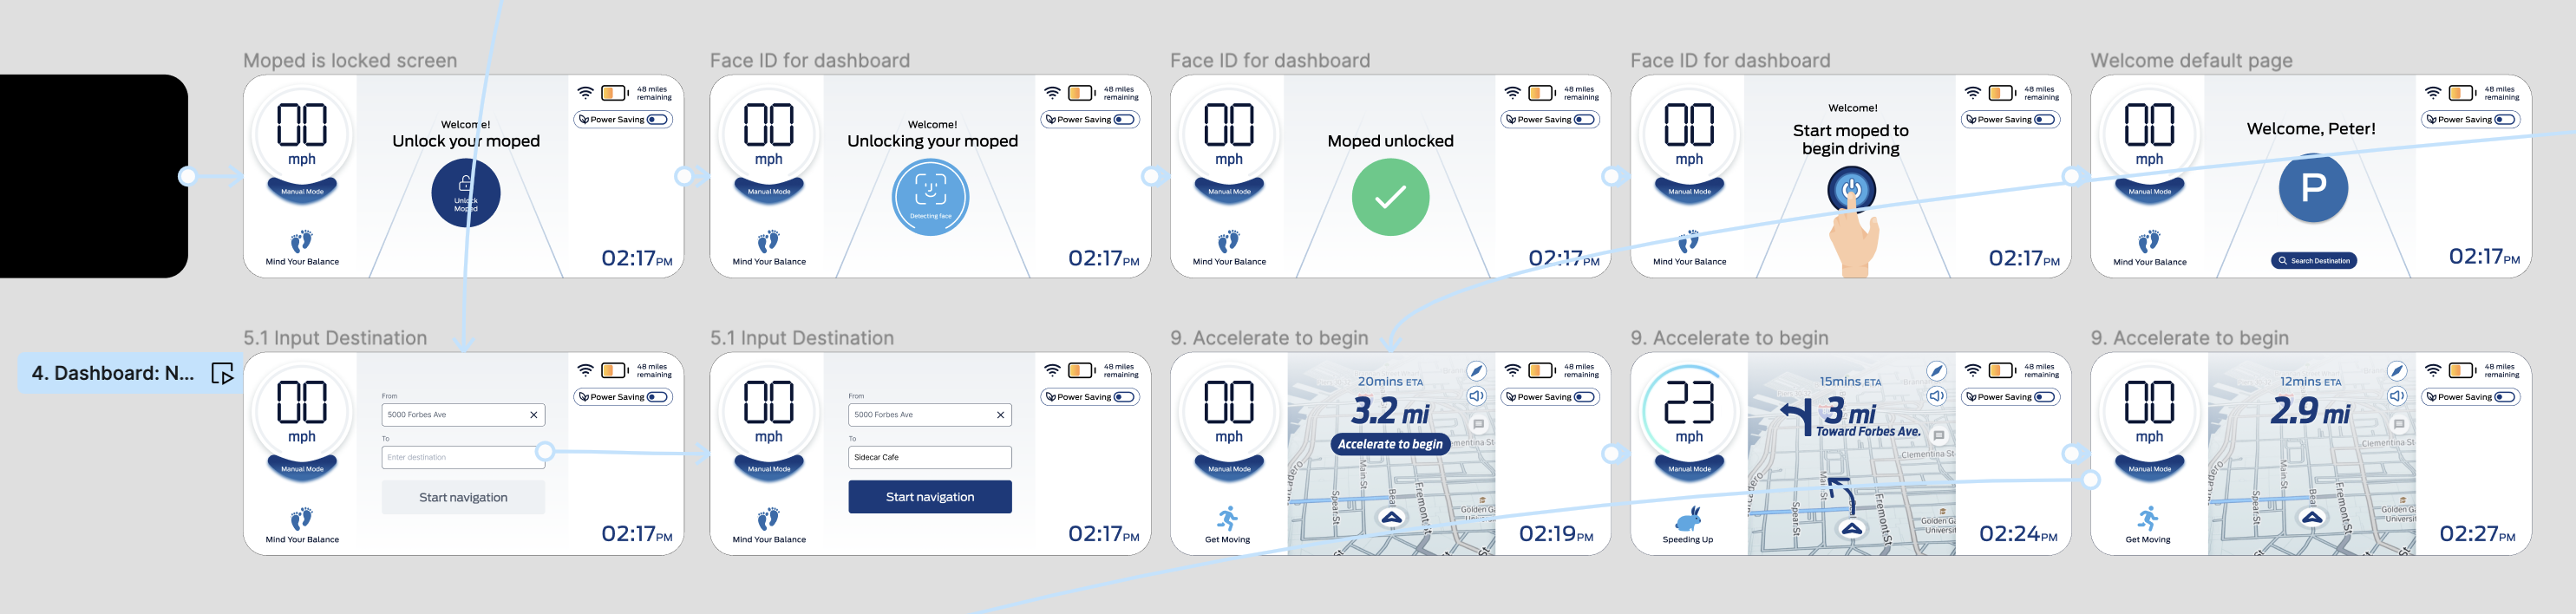 Moped is locked screen
00
mph
Manual Mode
Mind Your Balance
Welcome!
Unlock your moped
Unlock
Moped
48 miles
remaining
Power Saving
02:17PM
Face ID for dashboard
00
mph
Manual Mode
Mind Your Balance
Welcome!
Unlocking your moped
Detecting face
48 miles
remaining
Power Saving
02:17PM
Face ID for dashboard
00
mph
Manual Mode
Mind Your Balance
Moped unlocked
48 miles
remaining
Power Saving
02:17PM
Face ID for dashboard
00
mph
Manual Mode
Mind Your Balance
Welcome!
Start moped to
begin driving
48 miles
remaining
Power Saving
02:17PM
Welcome default page
00
mph
Manual Mode
Mind Your Balance
Welcome, Peter!
P
Search Destination
48 miles
remaining
Power Saving
02:17PM
4. Dashboard: N...
5.1 Input Destination
00
mph
Manual Mode
Mind Your Balance
From
5000 Forbes Ave
To
Enter destination
Start navigation
48 miles
remaining
Power Saving
02:17PM
5.1 Input Destination
00
mph
Manual Mode
Mind Your Balance
From
5000 Forbes Ave
To
Sidecar Cafe
Start navigation
48 miles
remaining
Power Saving
02:17PM
9. Accelerate to begin
00
mph
Manual Mode
Get Moving
20mins ETA
3.2 mi
Accelerate to begin
Main St
Spear St
Fremont St
48 miles
remaining
Power Saving
02:19PM
9. Accelerate to begin
23
mph
Manual Mode
Speeding Up
15mins ETA
3 mi
Toward Forbes Ave.
Clementina St
Main St
Spear St
Fremont St
Golden Ga
Universit
48 miles
remaining
Power Saving
02:24PM
9. Accelerate to begin
00
mph
Manual Mode
Get Moving
12mins ETA
2.9 mi
Clementina St
Main St
Spear St
Fremont St
Golden Ga
Universit
48 miles
remaining
Power Saving
02:27PM